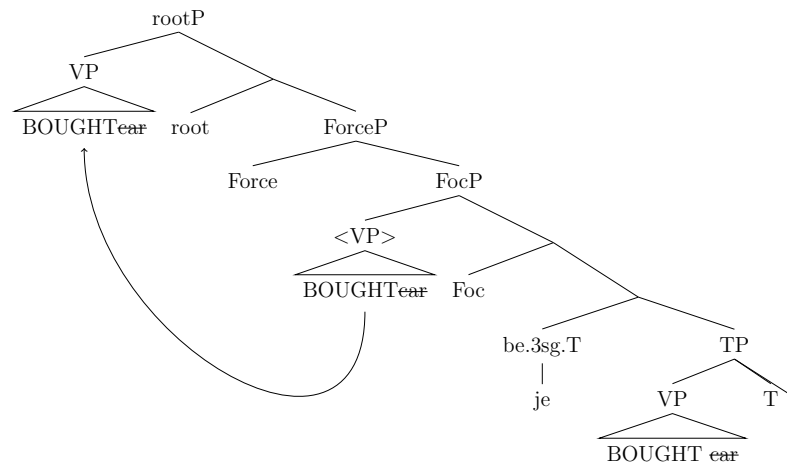 rootP
VP
BOUGHTcar root ForceP
Force FocP
<VP>
BOUGHTcar Foc
be.3sg.T TP
je VP T
BOUGHT car